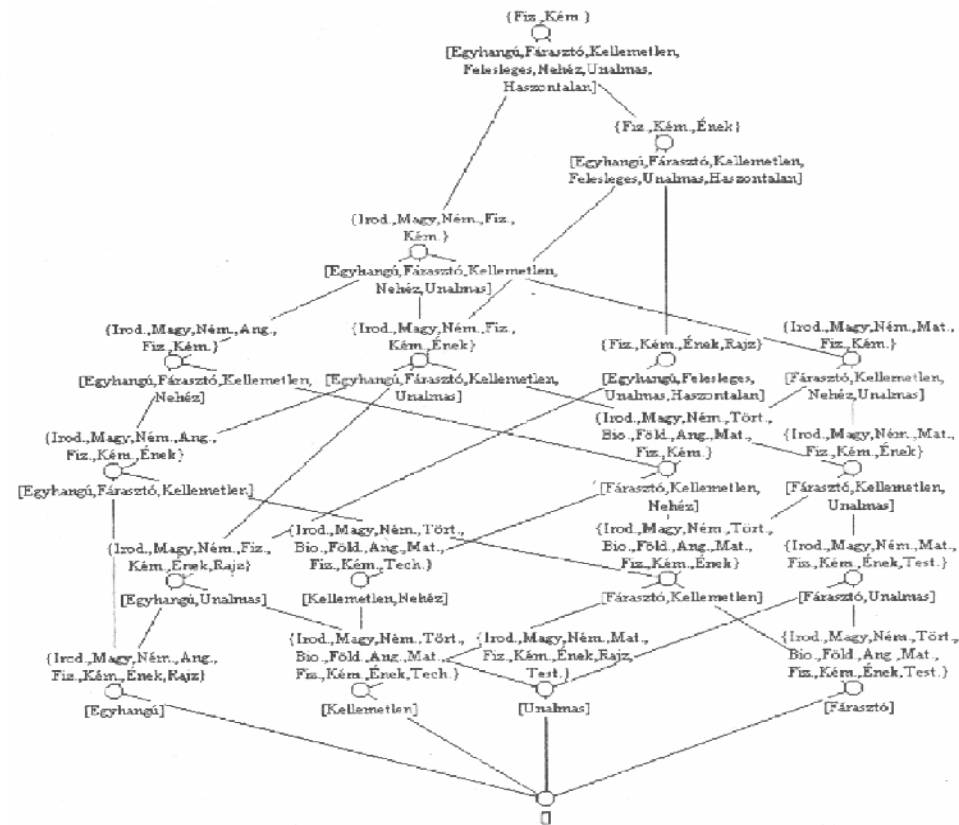 {Fiz.,Kém.}
[Egyhangú,Fárasztó,Kellemetlen,
Felesleges,Nehéz,Unalmas,
Haszontalan]
{Fiz.,Kém.,Ének}
[Egyhangú,Fárasztó,Kellemetlen,
Felesleges,Unalmas,Haszontalan]
{Irod.,Magy,Ném.,Fiz.,
Kém.}
[Egyhangú,Fárasztó,Kellemetlen,
Nehéz,Unalmas]
{Irod.,Magy,Ném.,Ang.,
Fiz.,Kém.}
[Egyhangú,Fárasztó,Kellemetlen,
Nehéz]
{Irod.,Magy,Ném.,Fiz.,
Kém.,Ének}
[Egyhangú,Fárasztó,Kellemetlen,
Unalmas]
{Fiz.,Kém.,Ének,Rajz}
[Egyhangú,Felesleges,
Unalmas,Haszontalan]
{Irod.,Magy,Ném.,Mat.,
Fiz.,Kém.}
[Fárasztó,Kellemetlen,
Nehéz,Unalmas]
{Irod.,Magy,Ném.,Ang.,
Fiz.,Kém.,Ének}
[Egyhangú,Fárasztó,Kellemetlen]
{Irod.,Magy,Ném.,Tört.,
Bio.,Föld.,Ang.,Mat.,
Fiz.,Kém.}
[Fárasztó,Kellemetlen,
Nehéz]
{Irod.,Magy,Ném.,Mat.,
Fiz.,Kém.,Ének}
[Fárasztó,Kellemetlen,
Unalmas]
{Irod.,Magy,Ném.,Fiz.,
Kém.,Ének,Rajz}
[Egyhangú,Unalmas]
{Irod.,Magy,Ném.,Tört.,
Bio.,Föld.,Ang.,Mat.,
Fiz.,Kém.,Tech.}
[Kellemetlen,Nehéz]
{Irod.,Magy,Ném.,Tört.,
Bio.,Föld.,Ang.,Mat.,
Fiz.,Kém.,Ének}
[Fárasztó,Kellemetlen]
{Irod.,Magy,Ném.,Mat.,
Fiz.,Kém.,Ének,Test.}
[Fárasztó,Unalmas]
{Irod.,Magy,Ném.,Ang.,
Fiz.,Kém.,Ének,Rajz}
[Egyhangú]
{Irod.,Magy,Ném.,Tört.,
Bio.,Föld.,Ang.,Mat.,
Fiz.,Kém.,Ének,Tech.}
[Kellemetlen]
{Irod.,Magy,Ném.,Mat.,
Fiz.,Kém.,Ének,Rajz,
Test.}
[Unalmas]
{Irod.,Magy,Ném.,Tört.,
Bio.,Föld.,Ang.,Mat.,
Fiz.,Kém.,Ének,Test.}
[Fárasztó]
[]